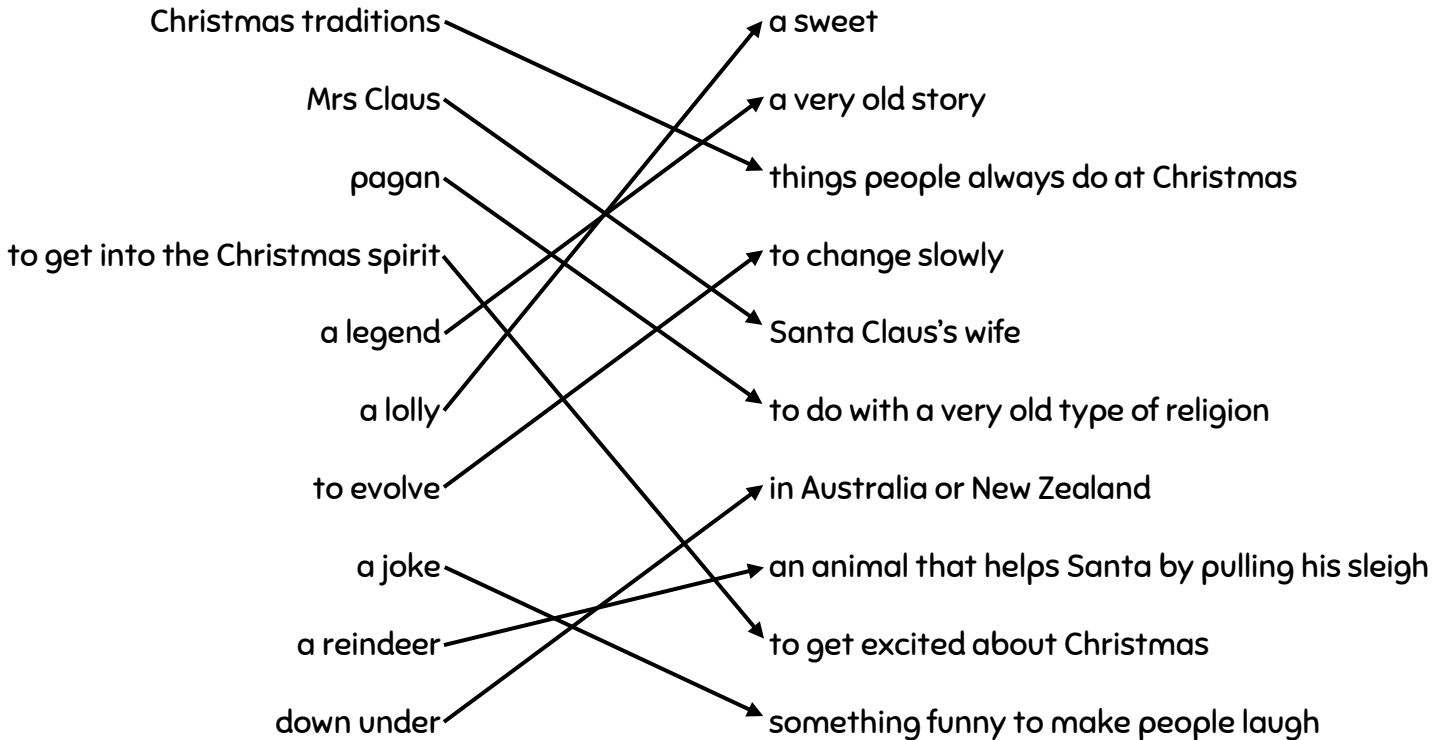 Christmas traditions
a sweet
Mrs Claus
a very old story
pagan
things people always do at Christmas
to get into the Christmas spirit
to change slowly
a legend
Santa Claus’s wife
a lolly
to do with a very old type of religion
to evolve
in Australia or New Zealand
a joke
an animal that helps Santa by pulling his sleigh
a reindeer
to get excited about Christmas
down under
something funny to make people laugh